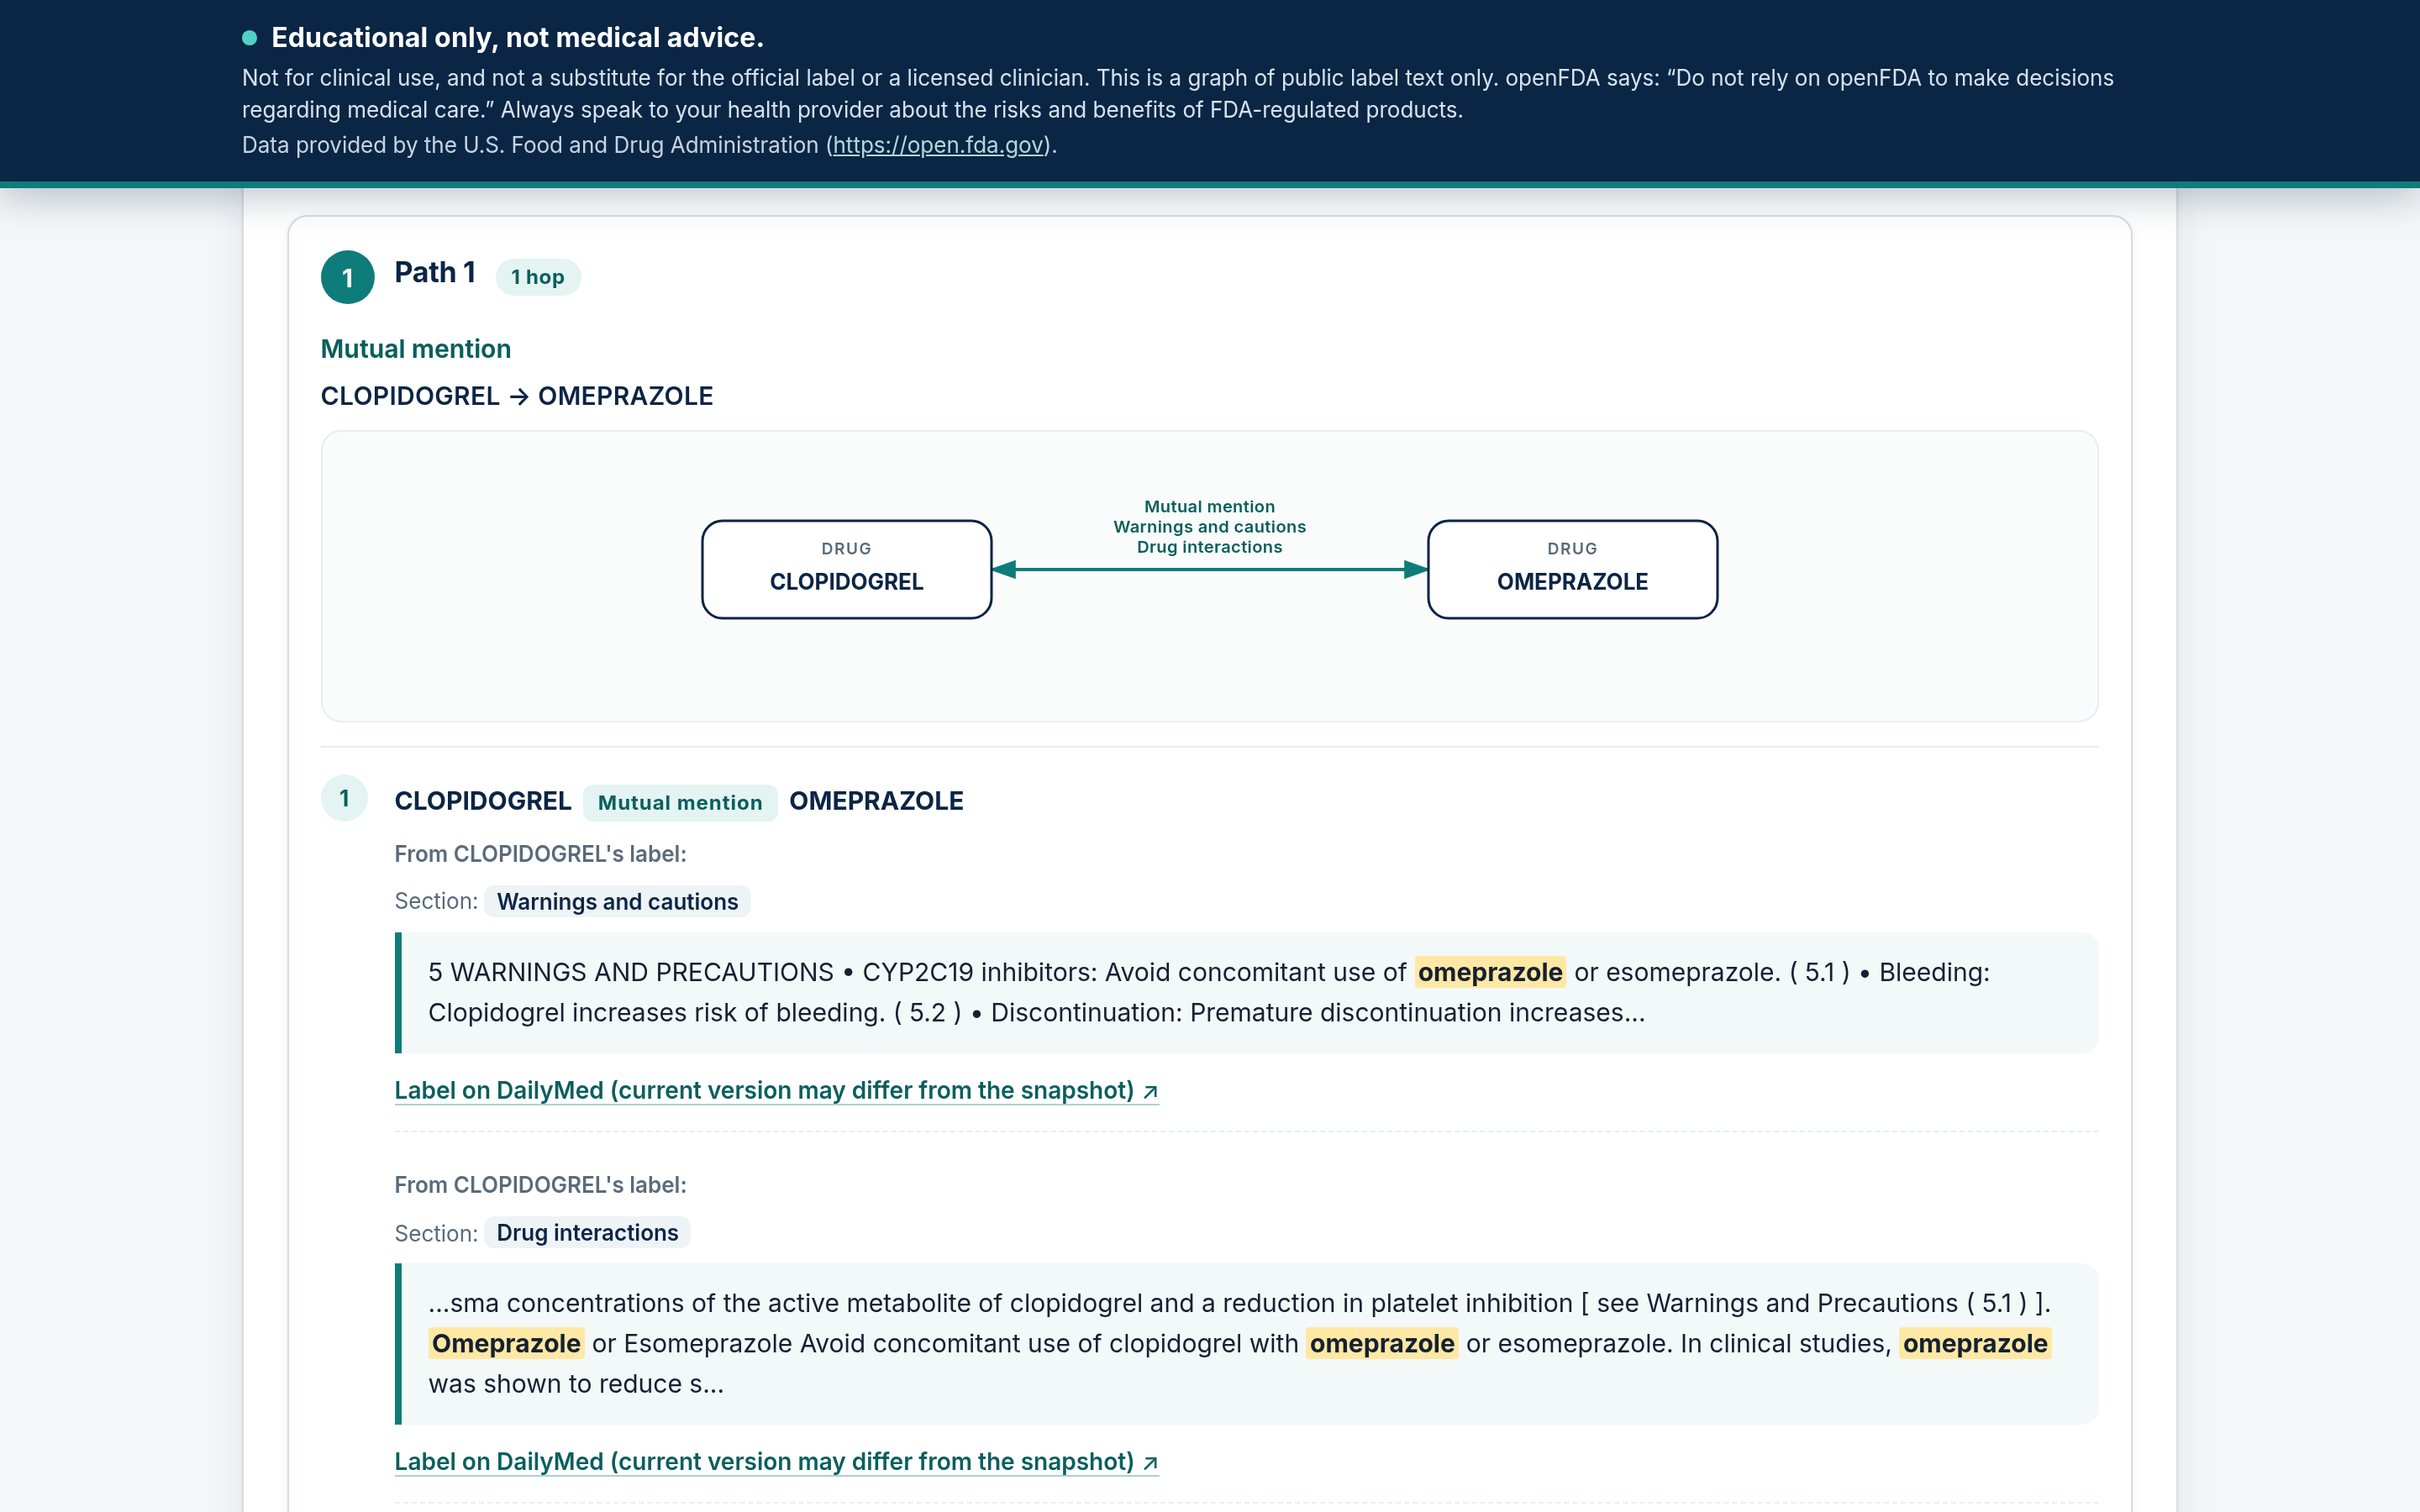 Educational only, not medical advice.
Not for clinical use, and not a substitute for the official label or a licensed clinician. This is a graph of public label text only. openFDA says: “Do not rely on openFDA to make decisions
regarding medical care.” Always speak to your health provider about the risks and benefits of FDA-regulated products.
Data provided by the U.S. Food and Drug Administration (https://open.fda.gov).
1 Path 1 1 hop
Mutual mention
CLOPIDOGREL → OMEPRAZOLE
Mutual mention
Warnings and cautions
Drug interactions
DRUG
CLOPIDOGREL
DRUG
OMEPRAZOLE
1 CLOPIDOGREL Mutual mention OMEPRAZOLE
From CLOPIDOGREL's label:
Section: Warnings and cautions
5 WARNINGS AND PRECAUTIONS • CYP2C19 inhibitors: Avoid concomitant use of omeprazole or esomeprazole. ( 5.1 ) • Bleeding:
Clopidogrel increases risk of bleeding. ( 5.2 ) • Discontinuation: Premature discontinuation increases…
Label on DailyMed (current version may differ from the snapshot) ↗
From CLOPIDOGREL's label:
Section: Drug interactions
…sma concentrations of the active metabolite of clopidogrel and a reduction in platelet inhibition [ see Warnings and Precautions ( 5.1 ) ].
Omeprazole or Esomeprazole Avoid concomitant use of clopidogrel with omeprazole or esomeprazole. In clinical studies, omeprazole
was shown to reduce s…
Label on DailyMed (current version may differ from the snapshot) ↗